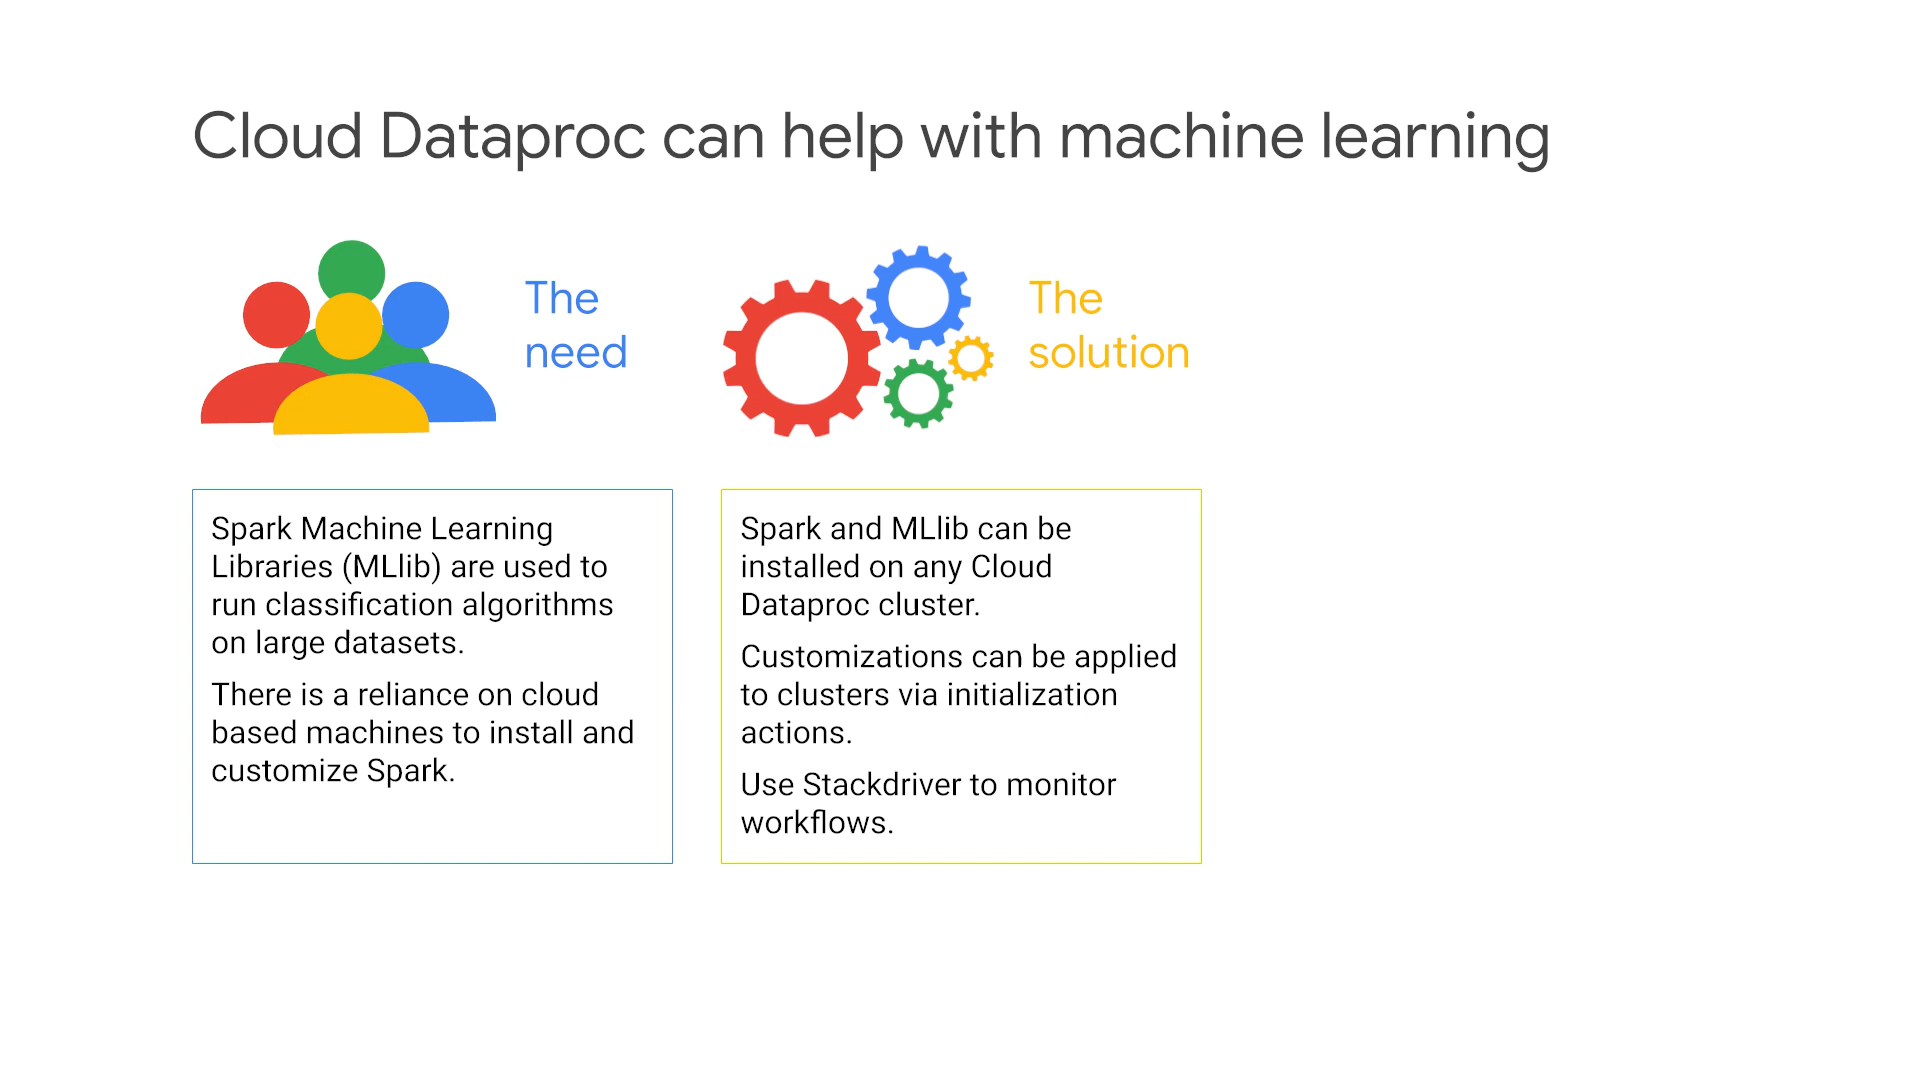 Cloud Dataproc can help with machine learning
The
need
Spark Machine Learning
Libraries (MLlib) are used to
run classification algorithms
on large datasets.
There is a reliance on cloud
based machines to install and
customize Spark.
The
solution
Spark and MLlib can be
installed on any Cloud
Dataproc cluster.
Customizations can be applied
to clusters via initialization
actions.
Use Stackdriver to monitor
workflows.